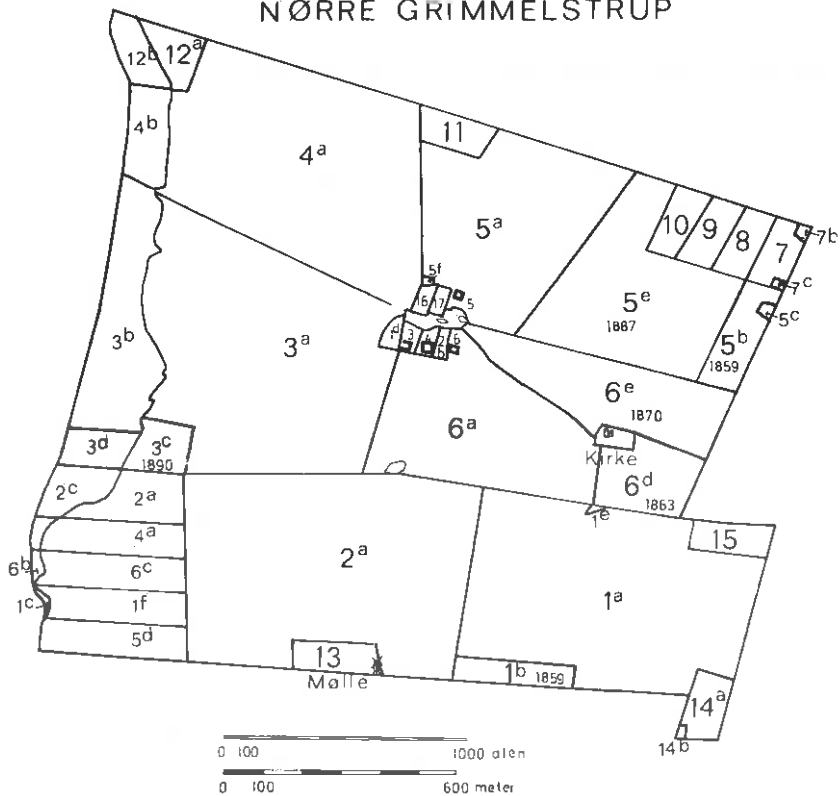 NØRRE GRIMMELSTRUP
12b 12a
4b
4a
11
5a
10 9 8 7 7b
7c
5c
5e
1887
5b
1859
5f
16 17 5
3b
3a
1d 3 4 2b 6
6e
1870
6a
Kirke
6d
1863
3d 3c
1890
2c 2a
4a
6b 6c
1c 1f
5d
2a
1e
15
1a
13
Mølle
1b 1859
14a
14b
0 100 1000 alen
0 100 600 meter